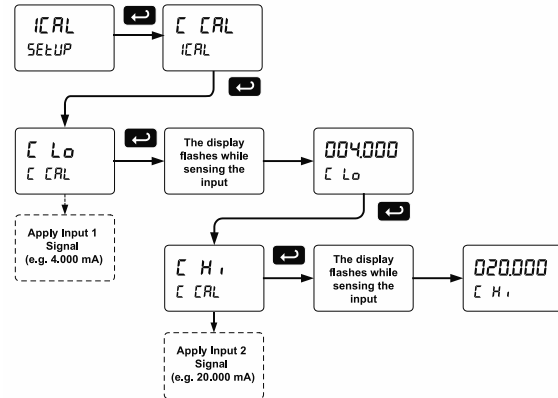 ICAL
SEtUP
C CAL
ICAL
C Lo
C CAL
The display
flashes while
sensing the
input
004.000
C Lo
Apply Input 1
Signal
(e.g. 4.000 mA)
C Hi
C CAL
The display
flashes while
sensing the
input
020.000
C Hi
Apply Input 2
Signal
(e.g. 20.000 mA)